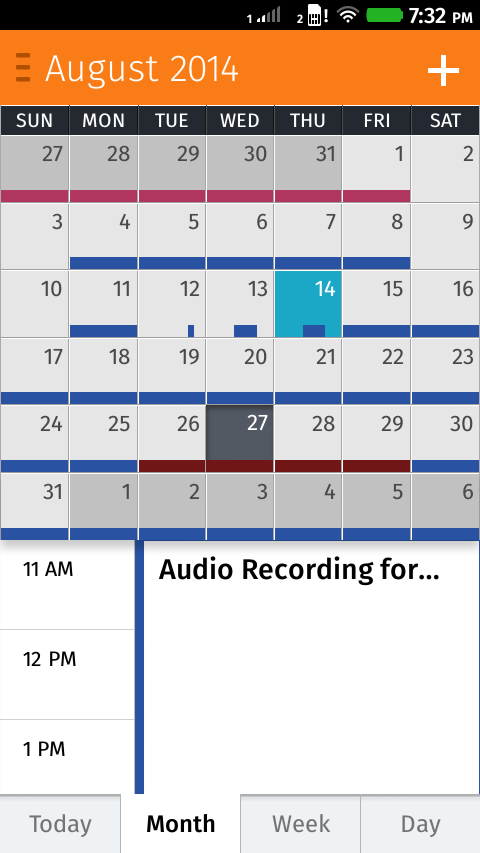 1 2 ! 7:32 PM
August 2014 +
SUN MON TUE WED THU FRI SAT
27 28 29 30 31 1 2
3 4 5 6 7 8 9
10 11 12 13 14 15 16
17 18 19 20 21 22 23
24 25 26 27 28 29 30
31 1 2 3 4 5 6
11 AM Audio Recording for...
12 PM
1 PM
Today Month Week Day